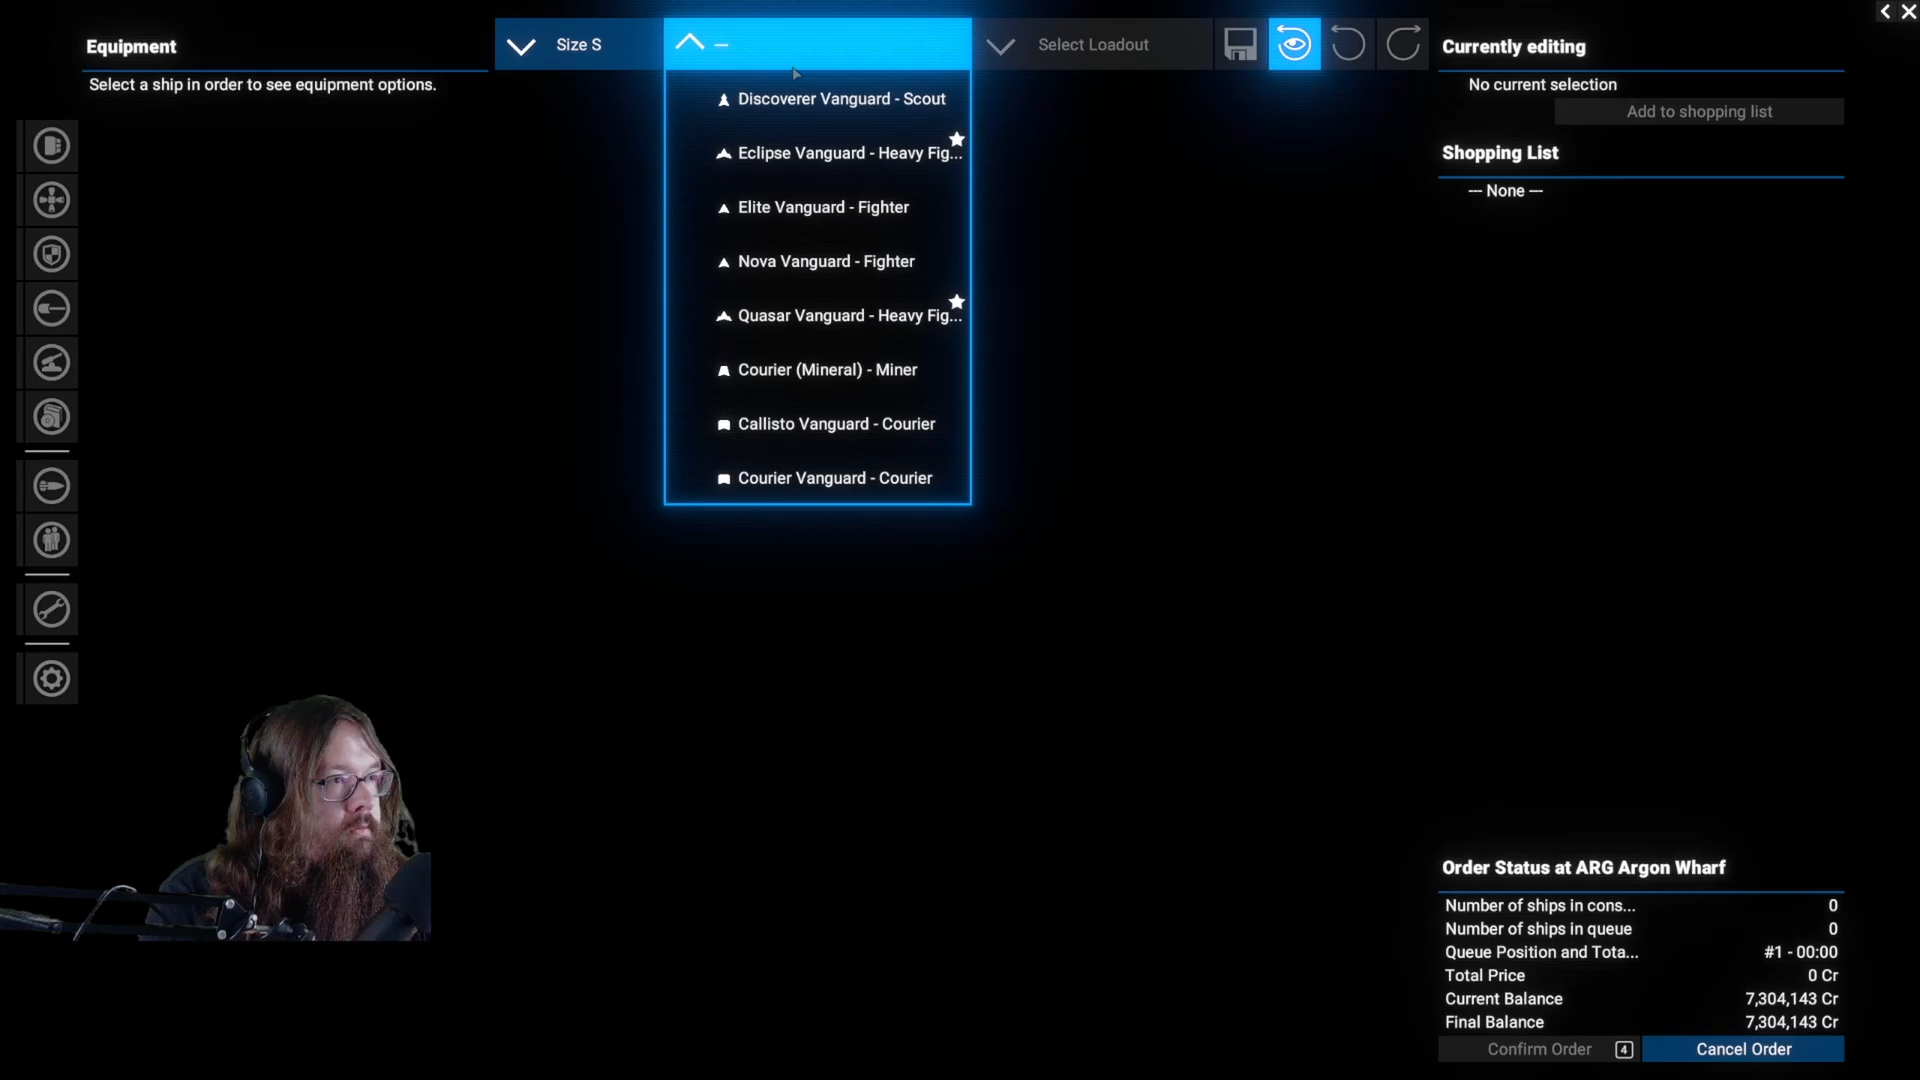 Equipment
Select a ship in order to see equipment options.
Size S
—
Select Loadout
Discoverer Vanguard - Scout
Eclipse Vanguard - Heavy Fig...
Elite Vanguard - Fighter
Nova Vanguard - Fighter
Quasar Vanguard - Heavy Fig...
Courier (Mineral) - Miner
Callisto Vanguard - Courier
Courier Vanguard - Courier
Currently editing
No current selection
Add to shopping list
Shopping List
--- None ---
Order Status at ARG Argon Wharf
Number of ships in cons... 0
Number of ships in queue 0
Queue Position and Tota... #1 - 00:00
Total Price 0 Cr
Current Balance 7,304,143 Cr
Final Balance 7,304,143 Cr
Confirm Order 4
Cancel Order